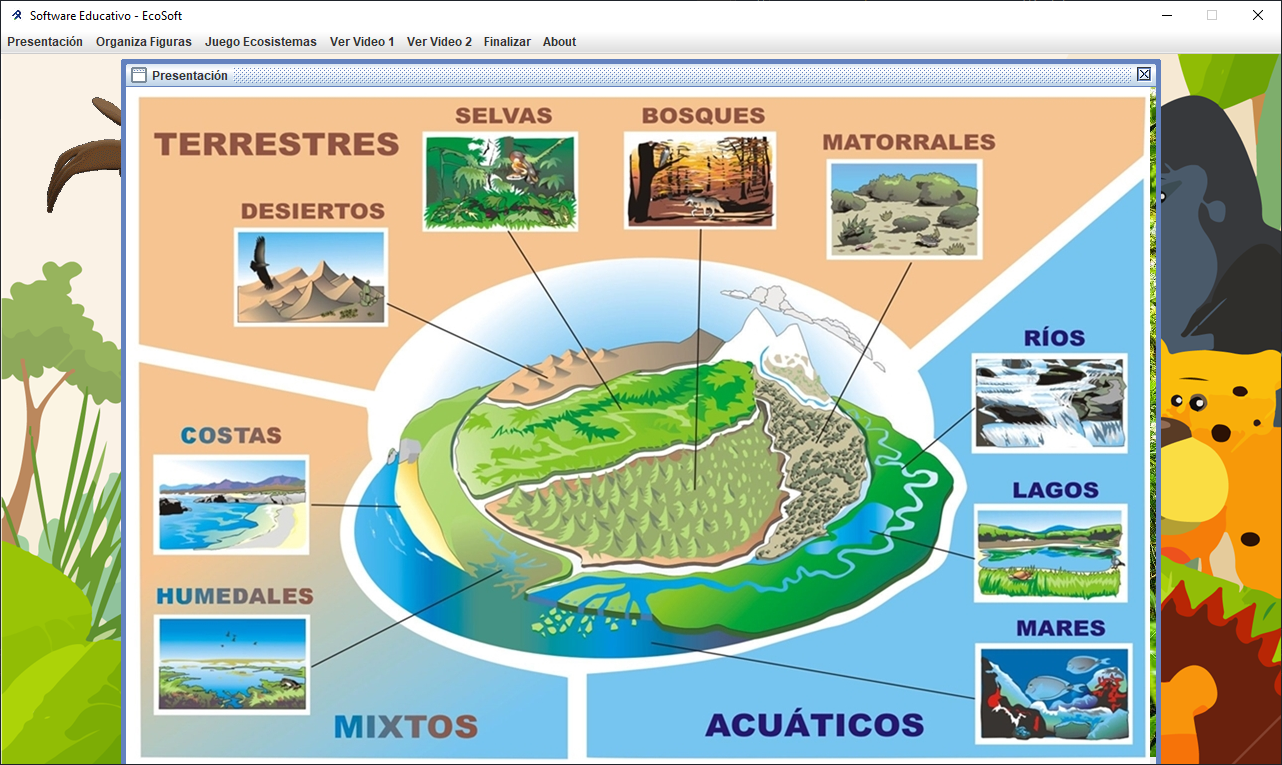 Software Educativo - EcoSoft
Presentación Organiza Figuras Juego Ecosistemas Ver Video 1 Ver Video 2 Finalizar About
Presentación
TERRESTRES
SELVAS
BOSQUES
MATORRALES
DESIERTOS
RÍOS
COSTAS
LAGOS
HUMEDALES
MARES
MIXTOS
ACUÁTICOS